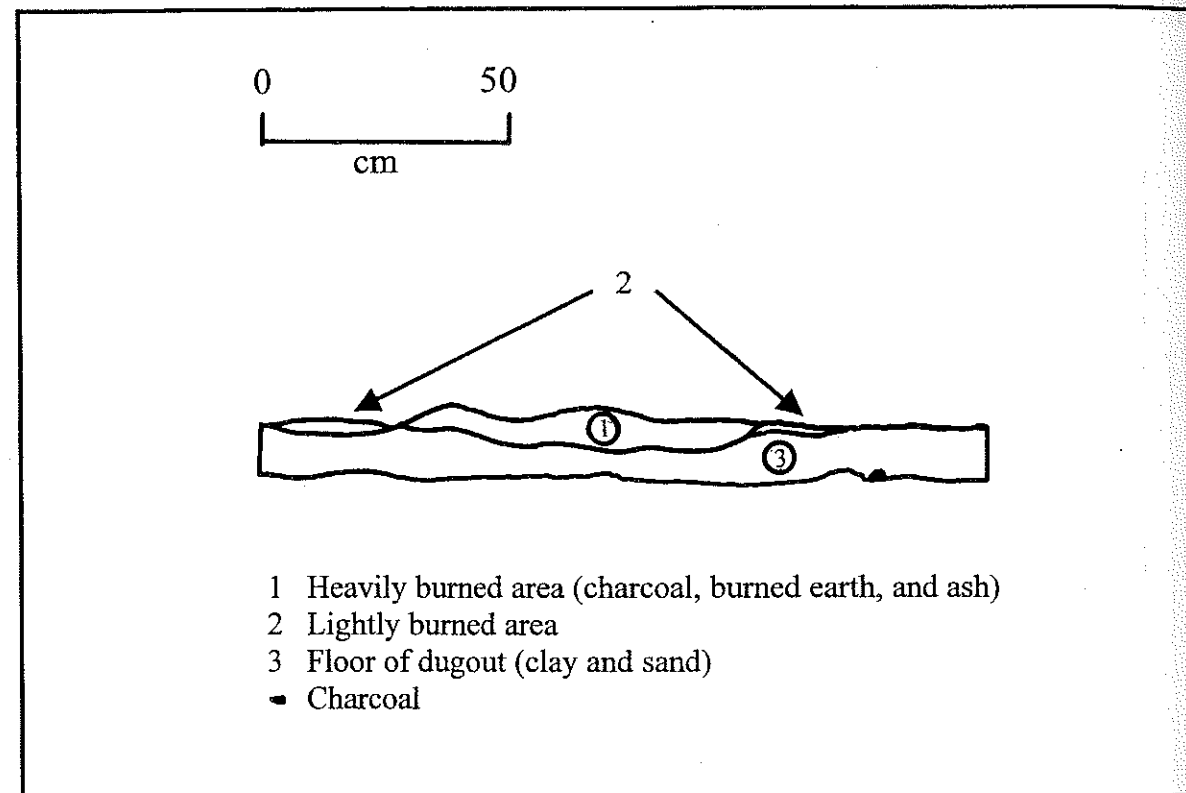 0 50
cm
2
1
3
1 Heavily burned area (charcoal, burned earth, and ash)
2 Lightly burned area
3 Floor of dugout (clay and sand)
Charcoal